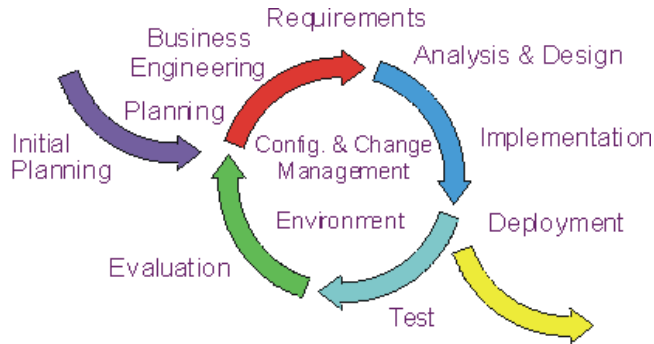 Requirements
Business
Engineering
Analysis & Design
Planning
Initial
Planning
Config. & Change
Management
Implementation
Environment
Deployment
Evaluation
Test